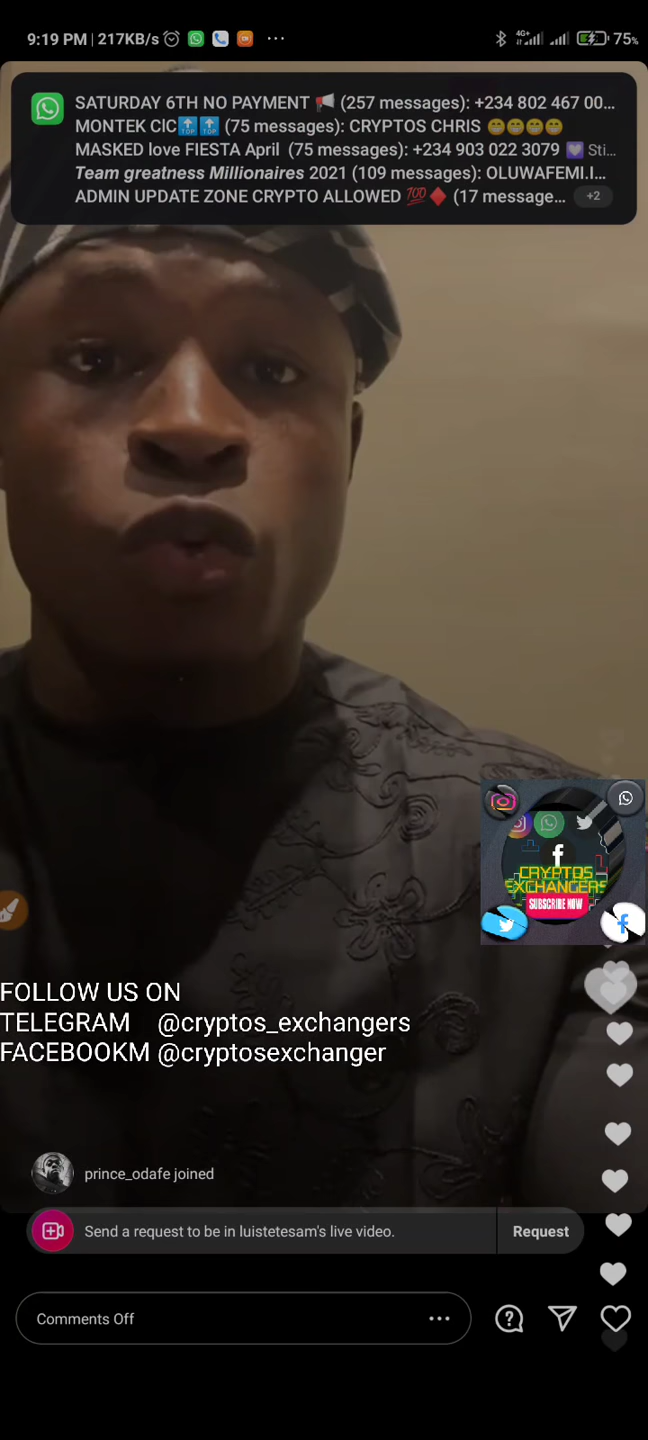 9:19 PM | 217KB/s ... 4G+ 75%
SATURDAY 6TH NO PAYMENT 📢 (257 messages): +234 802 467 00...
MONTEK ClC🔝🔝 (75 messages): CRYPTOS CHRIS 😁😁😁😁
MASKED love FIESTA April (75 messages): +234 903 022 3079 💟 Sti...
Team greatness Millionaires 2021 (109 messages): OLUWAFEMI.I...
ADMIN UPDATE ZONE CRYPTO ALLOWED 💯♦️ (17 message... +2
CRYPTOS
EXCHANGERS
SUBSCRIBE NOW
FOLLOW US ON
TELEGRAM @cryptos_exchangers
FACEBOOKM @cryptosexchanger
prince_odafe joined
Send a request to be in luistetesam's live video. Request
Comments Off ...